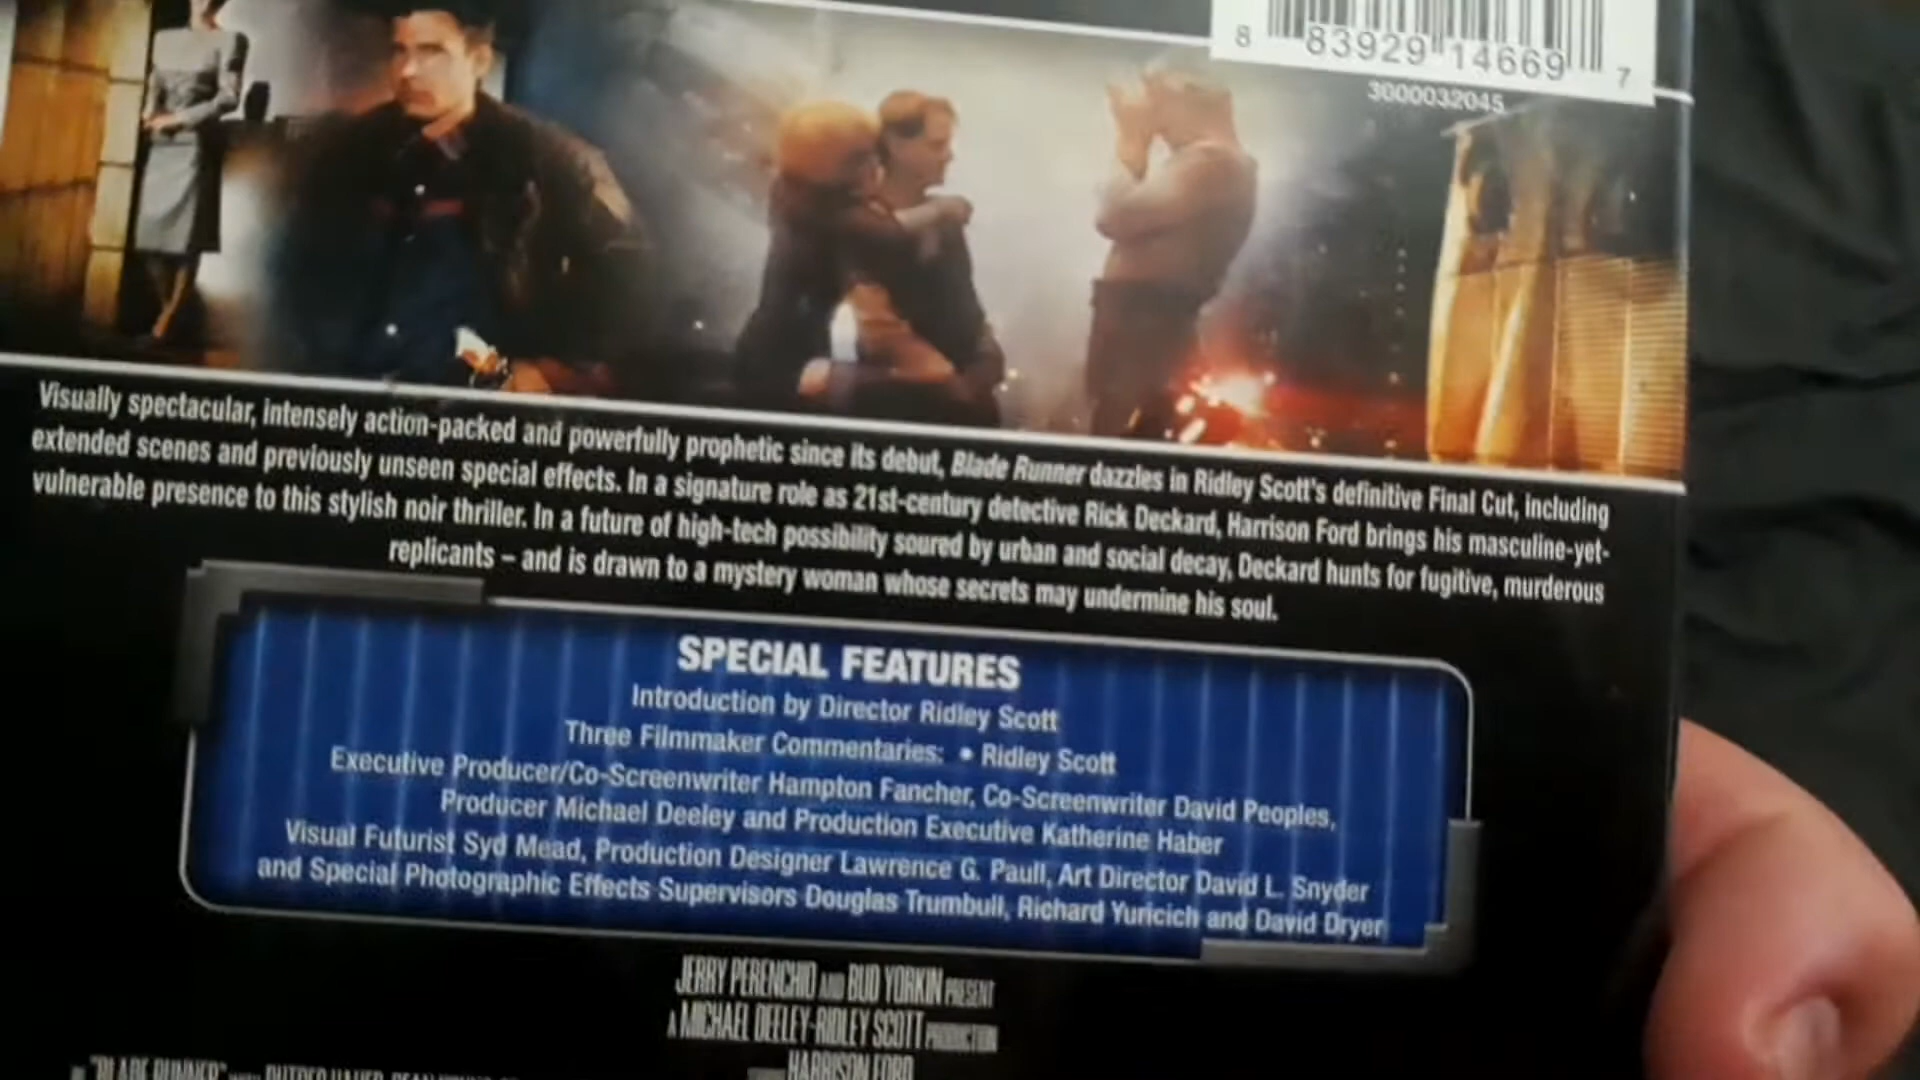 8 83929 14669 7
3000032045
Visually spectacular, intensely action-packed and powerfully prophetic since its debut, Blade Runner dazzles in Ridley Scott's definitive Final Cut, including
extended scenes and previously unseen special effects. In a signature role as 21st-century detective Rick Deckard, Harrison Ford brings his masculine-yet-
vulnerable presence to this stylish noir thriller. In a future of high-tech possibility soured by urban and social decay, Deckard hunts for fugitive, murderous
replicants – and is drawn to a mystery woman whose secrets may undermine his soul.
SPECIAL FEATURES
Introduction by Director Ridley Scott
Three Filmmaker Commentaries: • Ridley Scott
Executive Producer/Co-Screenwriter Hampton Fancher, Co-Screenwriter David Peoples,
Producer Michael Deeley and Production Executive Katherine Haber
Visual Futurist Syd Mead, Production Designer Lawrence G. Paull, Art Director David L. Snyder
and Special Photographic Effects Supervisors Douglas Trumbull, Richard Yuricich and David Dryer
JERRY PERENCHIO AND BUD YORKIN PRESENT
A MICHAEL DEELEY-RIDLEY SCOTT PRODUCTION
HARRISON FORD
"BLADE RUNNER" RUTGER HAUER